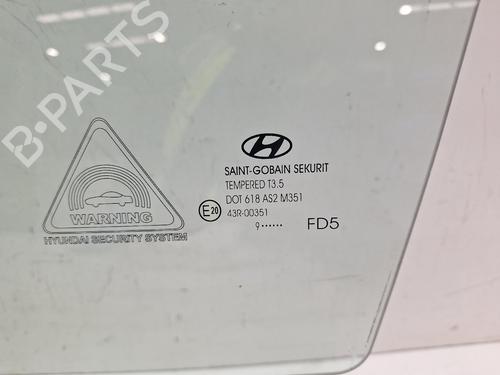 B-PARTS
WARNING
HYUNDAI SECURITY SYSTEM
SAINT-GOBAIN SEKURIT
TEMPERED T3.5
DOT 618 AS2 M351
E20 43R-00351
9•••••• FD5